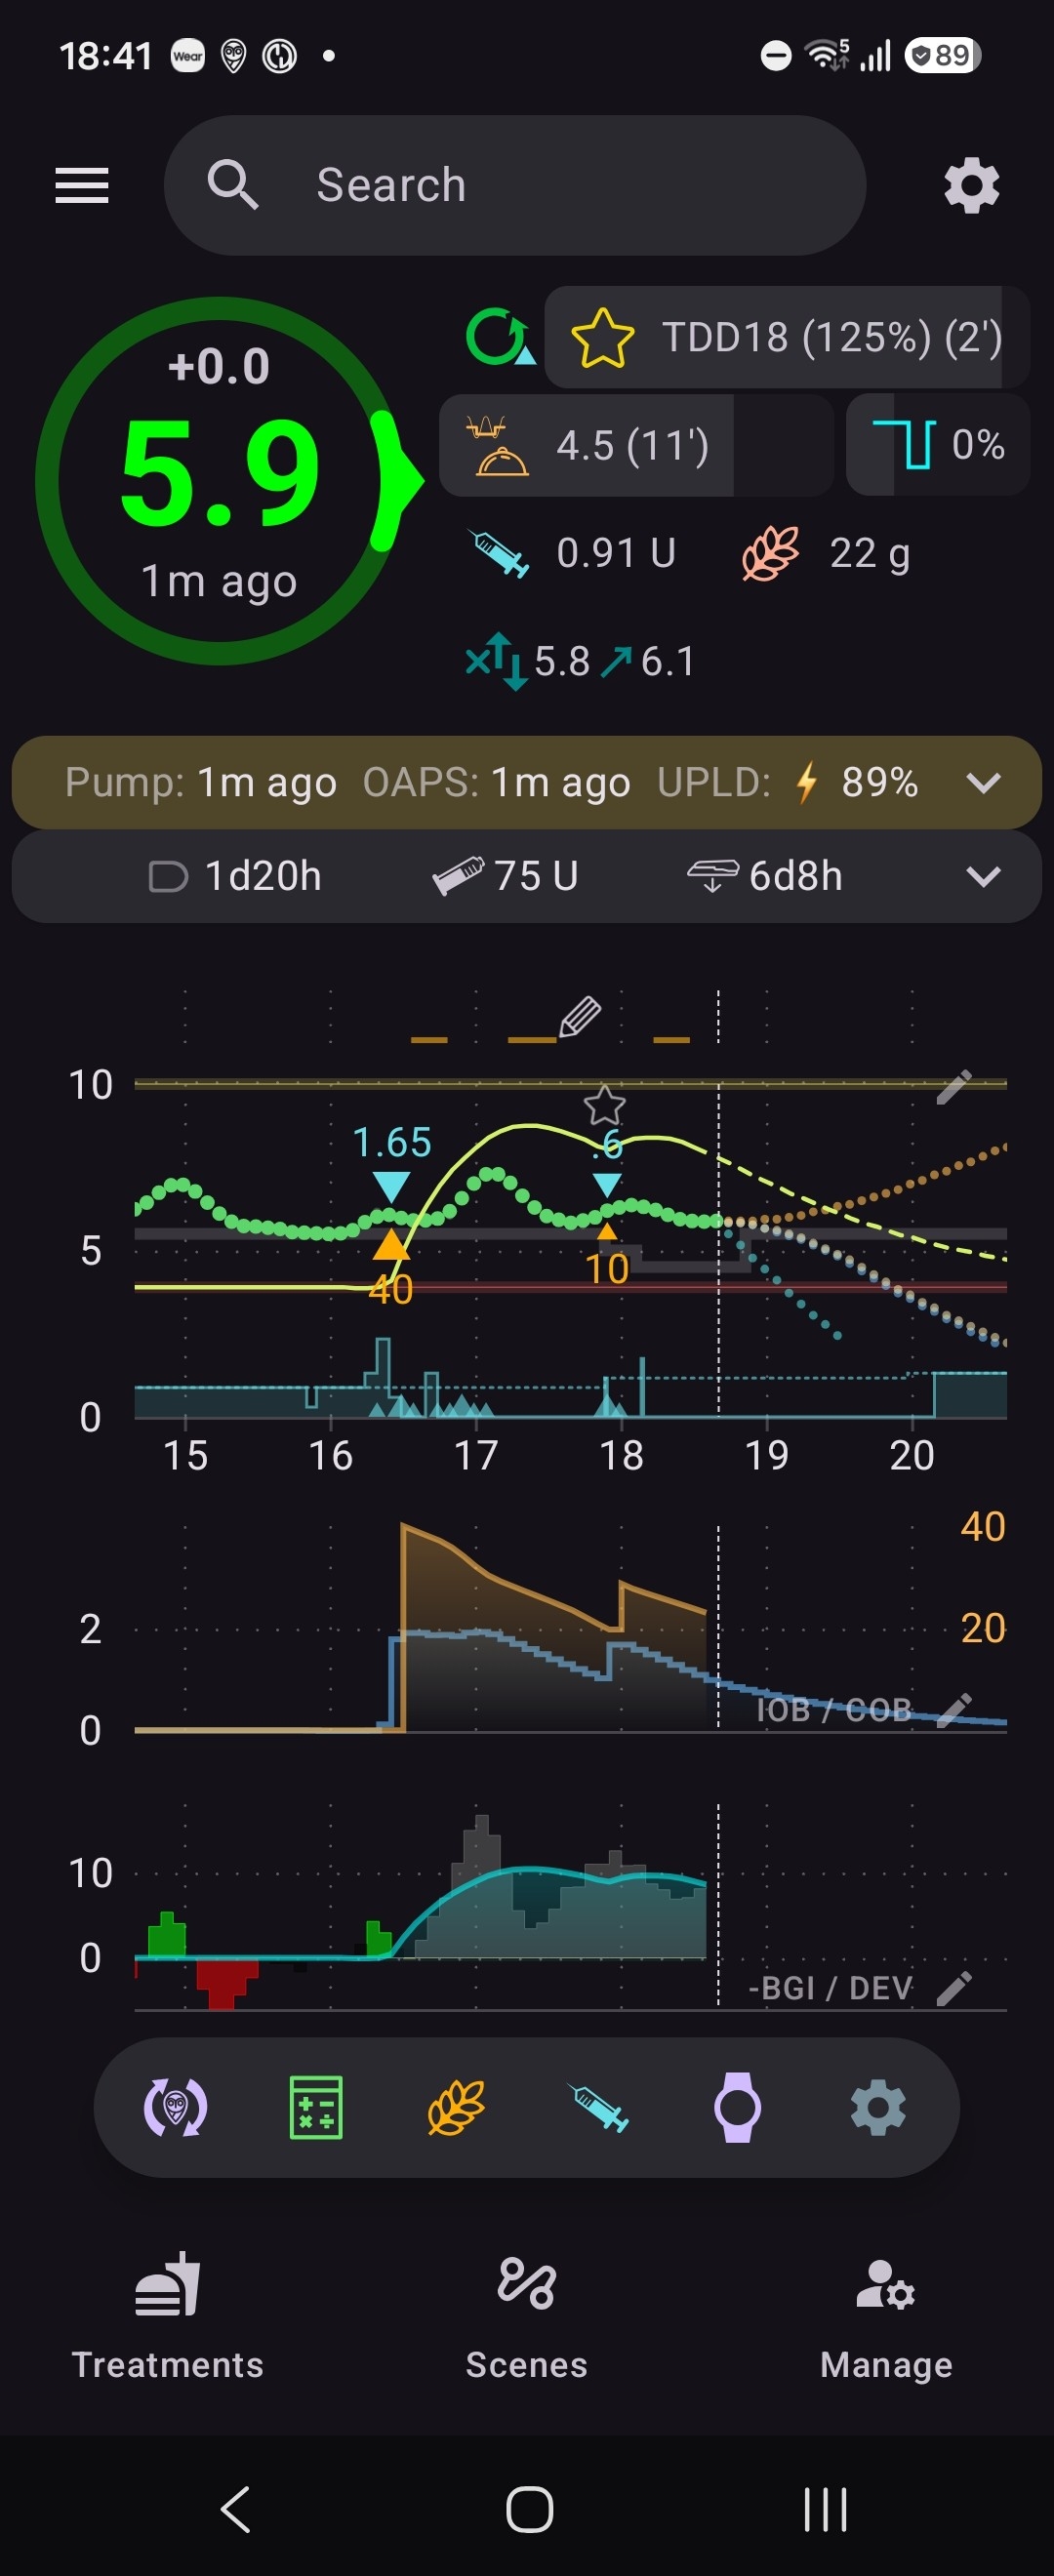 18:41 Wear 5 89
Search
+0.0
5.9
1m ago
TDD18 (125%) (2')
4.5 (11') 0%
0.91 U 22 g
5.8 6.1
Pump: 1m ago OAPS: 1m ago UPLD: ⚡ 89%
1d20h 75 U 6d8h
10
1.65 .6
5
40 10
0
15 16 17 18 19 20
40
2 20
0 IOB / COB
10
0
-BGI / DEV
Treatments Scenes Manage